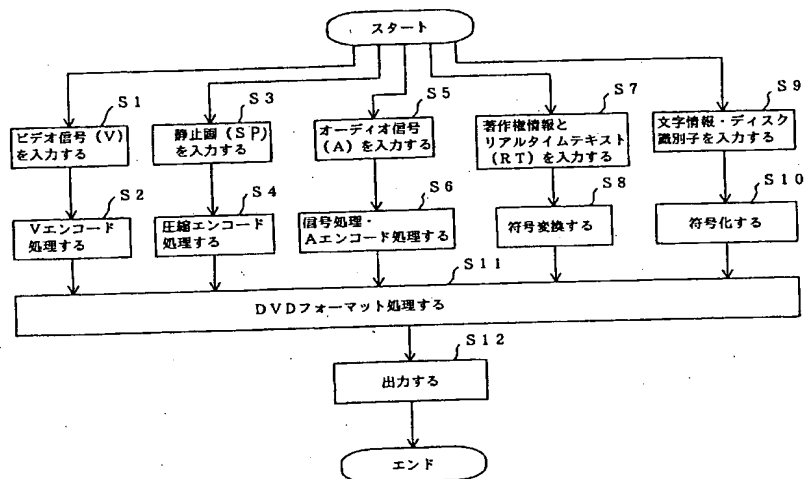 スタート
S1
ビデオ信号(V)
を入力する
S3
静止画(SP)
を入力する
S5
オーディオ信号
(A)を入力する
S7
著作権情報と
リアルタイムテキスト
(RT)を入力する
S9
文字情報・ディスク
識別子を入力する
S2
Vエンコード
処理する
S4
圧縮エンコード
処理する
S6
信号処理・
Aエンコード処理する
S8
符号変換する
S10
符号化する
S11
DVDフォーマット処理する
S12
出力する
エンド